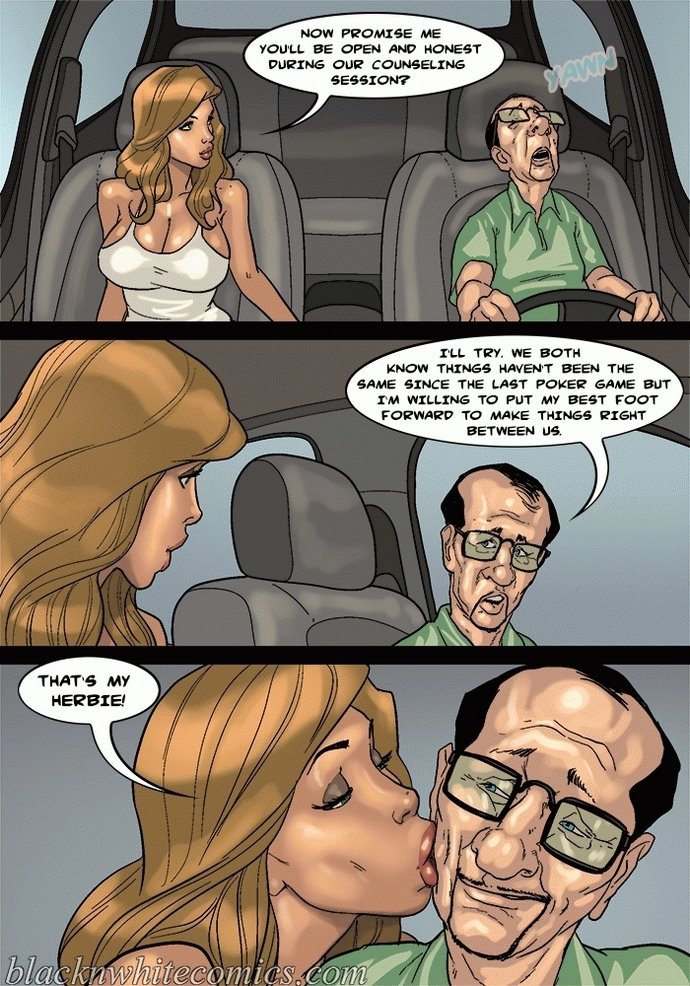 NOW PROMISE ME
YOU'LL BE OPEN AND HONEST
DURING OUR COUNSELING
SESSION?
YAWN
I'LL TRY. WE BOTH
KNOW THINGS HAVEN'T BEEN THE
SAME SINCE THE LAST POKER GAME BUT
I'M WILLING TO PUT MY BEST FOOT
FORWARD TO MAKE THINGS RIGHT
BETWEEN US.
THAT'S MY
HERBIE!
blacknwhitecomics.com